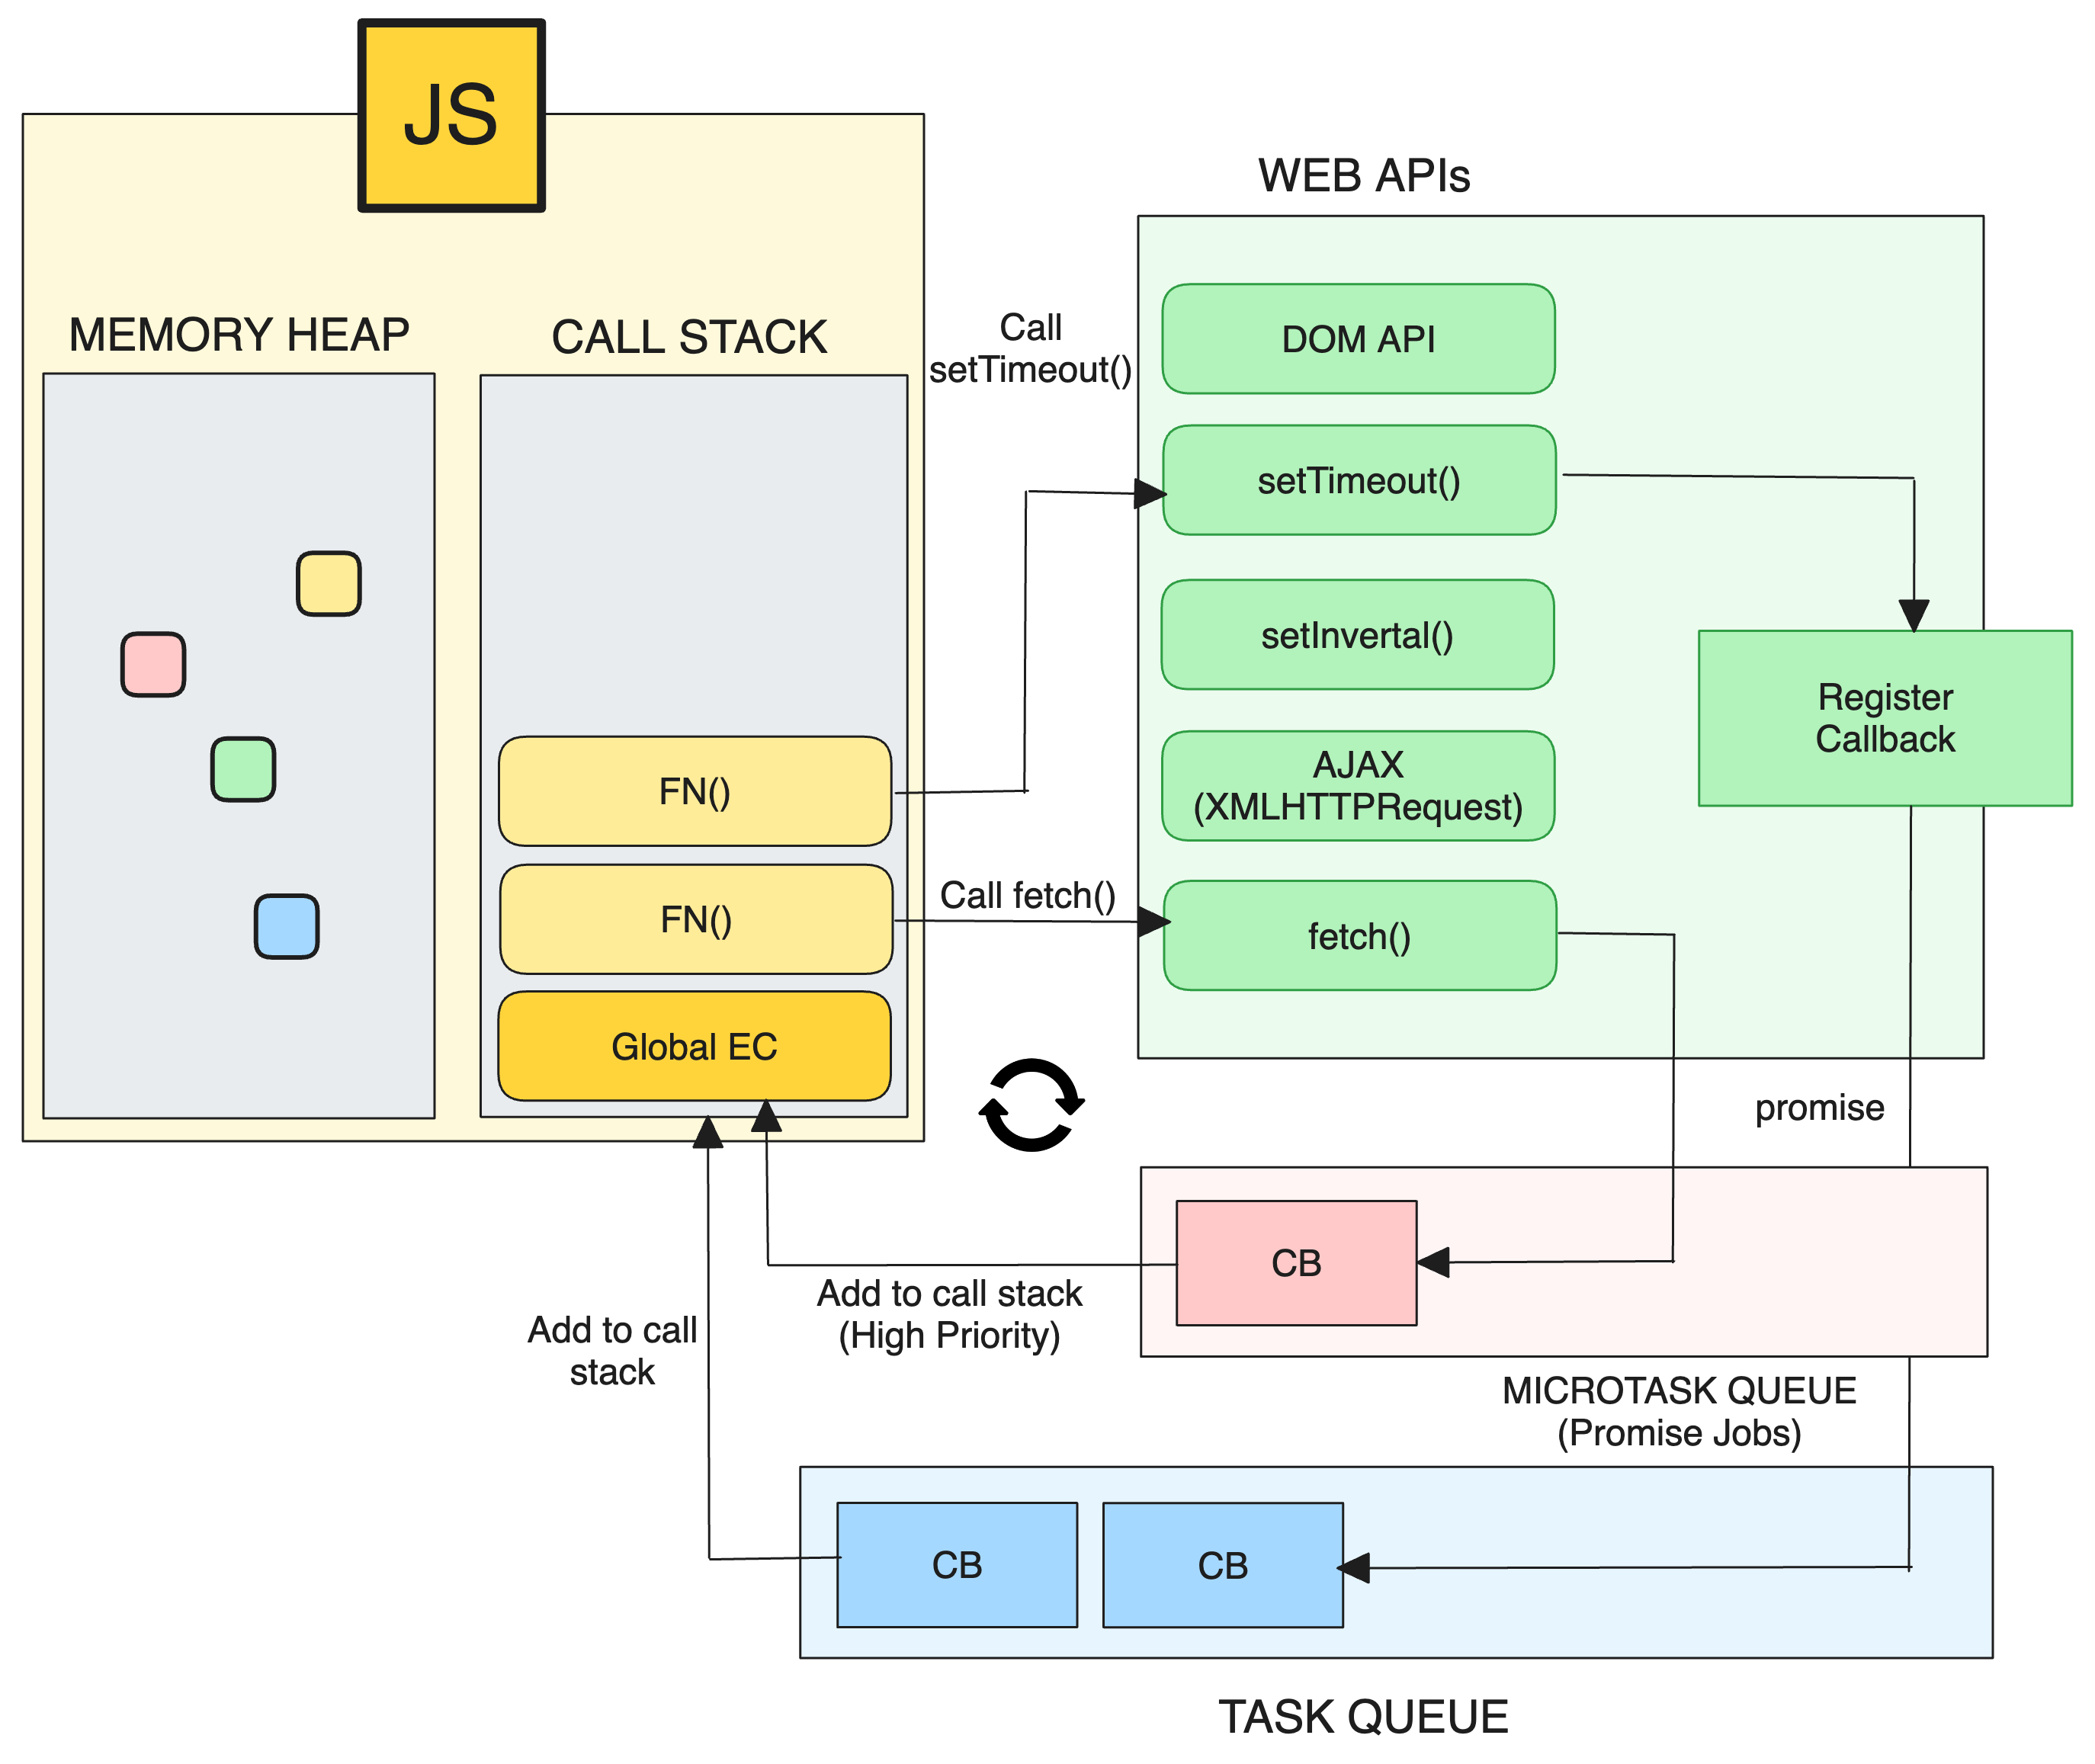 JS
MEMORY HEAP
CALL STACK
FN()
FN()
Global EC
Call
setTimeout()
Call fetch()
WEB APIs
DOM API
setTimeout()
setInvertal()
AJAX
(XMLHTTPRequest)
fetch()
Register
Callback
promise
CB
Add to call stack
(High Priority)
Add to call
stack
MICROTASK QUEUE
(Promise Jobs)
CB
CB
TASK QUEUE